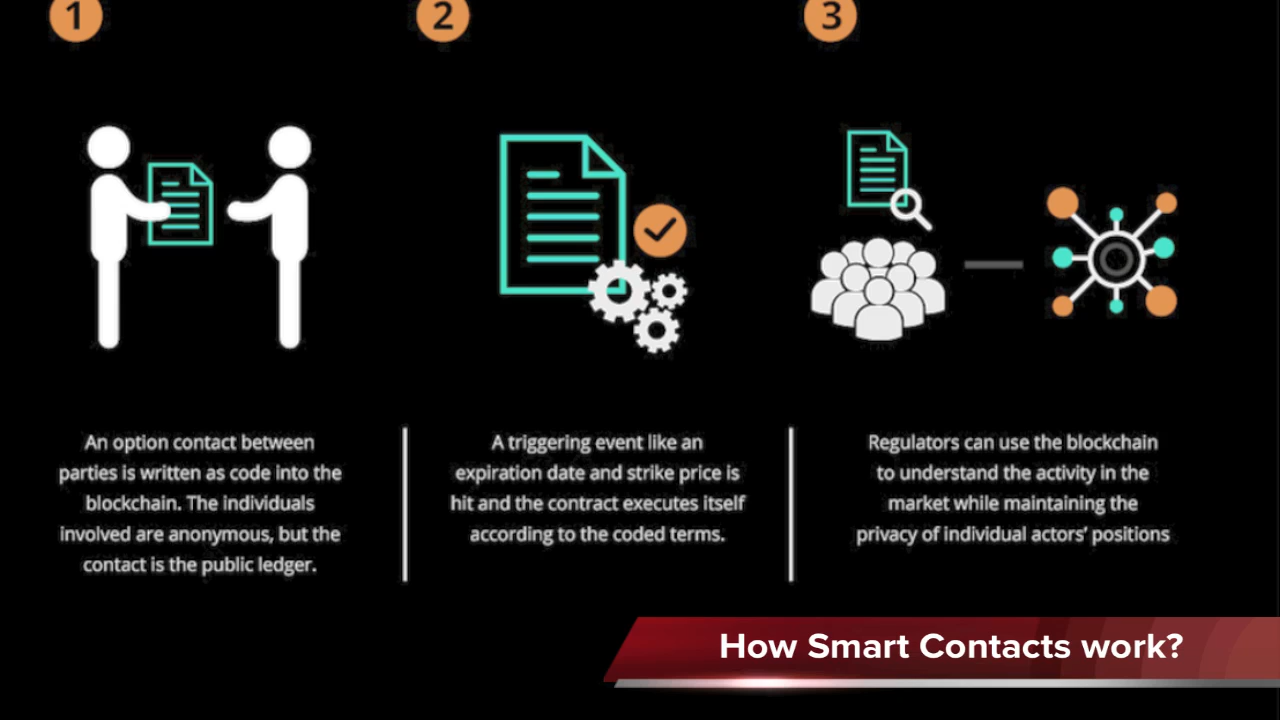 1
2
3
An option contact between
parties is written as code into the
blockchain. The individuals
involved are anonymous, but the
contact is the public ledger.
A triggering event like an
expiration date and strike price is
hit and the contract executes itself
according to the coded terms.
Regulators can use the blockchain
to understand the activity in the
market while maintaining the
privacy of individual actors’ positions
How Smart Contacts work?